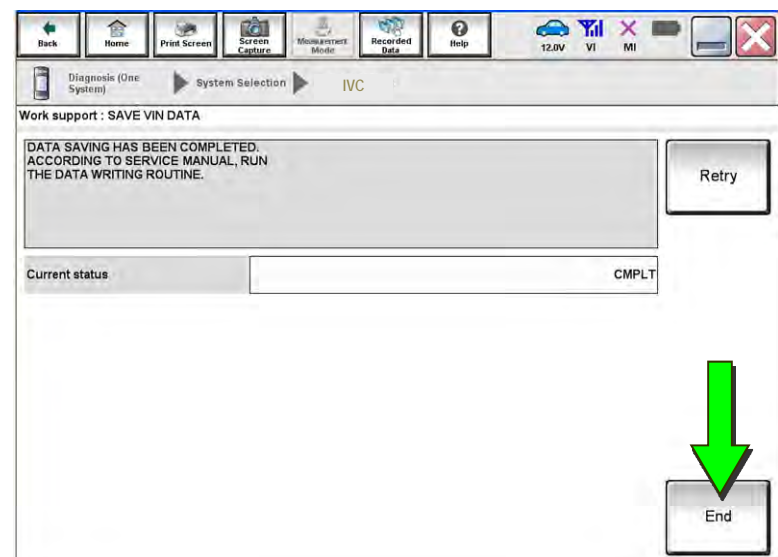 Back
Home
Print Screen
Screen
Capture
Measurement
Mode
Recorded
Data
Help
12.0V
VI
MI
Diagnosis (One
System)
System Selection
IVC
Work support : SAVE VIN DATA
DATA SAVING HAS BEEN COMPLETED.
ACCORDING TO SERVICE MANUAL, RUN
THE DATA WRITING ROUTINE.
Retry
Current status
CMPLT
End